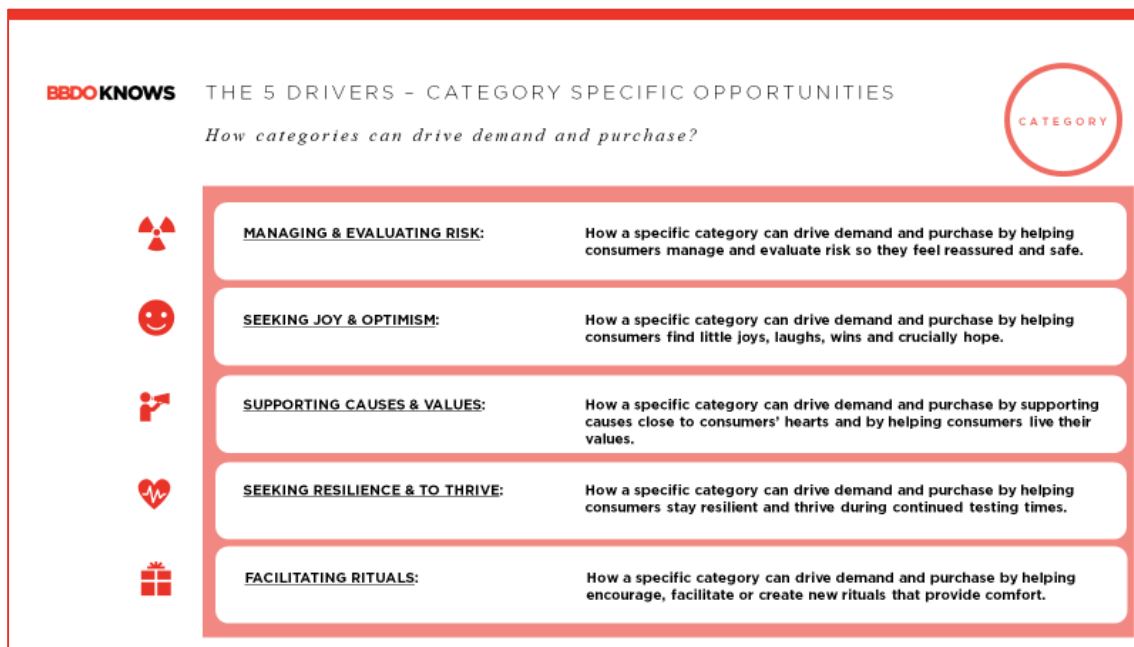 BBDO KNOWS
THE 5 DRIVERS – CATEGORY SPECIFIC OPPORTUNITIES
How categories can drive demand and purchase?
CATEGORY
MANAGING & EVALUATING RISK:
How a specific category can drive demand and purchase by helping
consumers manage and evaluate risk so they feel reassured and safe.
SEEKING JOY & OPTIMISM:
How a specific category can drive demand and purchase by helping
consumers find little joys, laughs, wins and crucially hope.
SUPPORTING CAUSES & VALUES:
How a specific category can drive demand and purchase by supporting
causes close to consumers’ hearts and by helping consumers live their
values.
SEEKING RESILIENCE & TO THRIVE:
How a specific category can drive demand and purchase by helping
consumers stay resilient and thrive during continued testing times.
FACILITATING RITUALS:
How a specific category can drive demand and purchase by helping
encourage, facilitate or create new rituals that provide comfort.